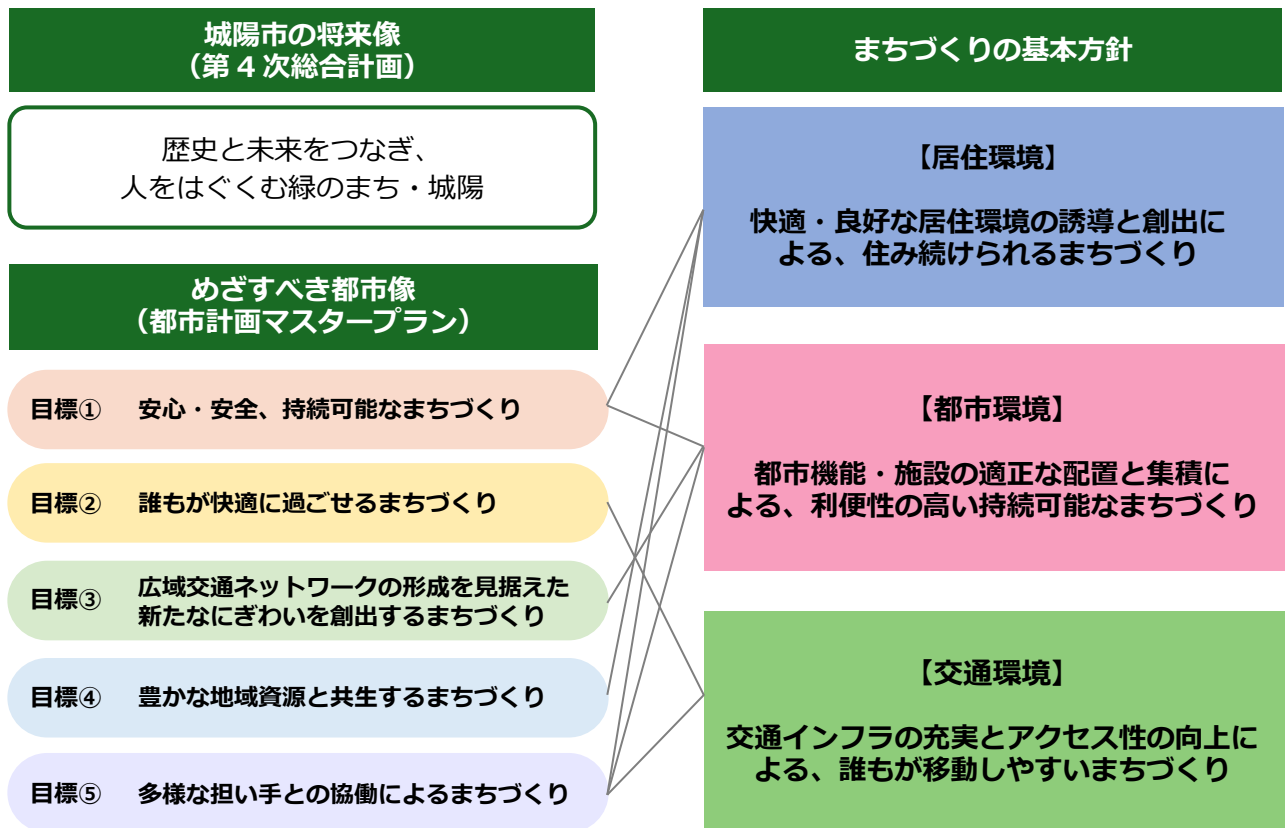 城陽市の将来像
（第４次総合計画）
歴史と未来をつなぎ、
人をはぐくむ緑のまち・城陽
めざすべき都市像
（都市計画マスタープラン）
目標① 安心・安全、持続可能なまちづくり
目標② 誰もが快適に過ごせるまちづくり
目標③ 広域交通ネットワークの形成を見据えた
新たなにぎわいを創出するまちづくり
目標④ 豊かな地域資源と共生するまちづくり
目標⑤ 多様な担い手との協働によるまちづくり
まちづくりの基本方針
【居住環境】
快適・良好な居住環境の誘導と創出に
よる、住み続けられるまちづくり
【都市環境】
都市機能・施設の適正な配置と集積に
よる、利便性の高い持続可能なまちづくり
【交通環境】
交通インフラの充実とアクセス性の向上に
よる、誰もが移動しやすいまちづくり